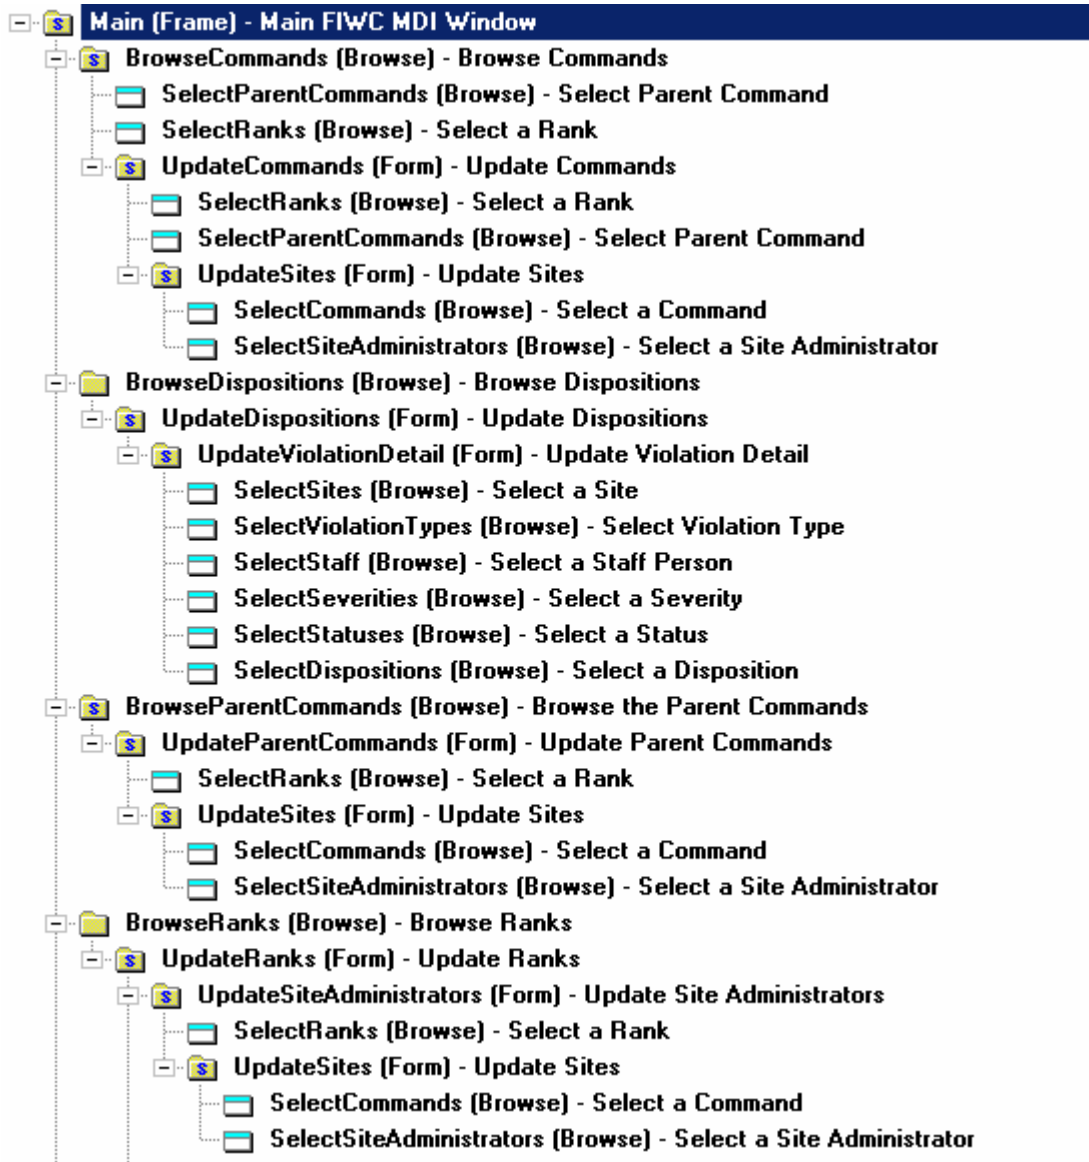 Main (Frame) - Main FIWC MDI Window
BrowseCommands (Browse) - Browse Commands
SelectParentCommands (Browse) - Select Parent Command
SelectRanks (Browse) - Select a Rank
UpdateCommands (Form) - Update Commands
SelectRanks (Browse) - Select a Rank
SelectParentCommands (Browse) - Select Parent Command
UpdateSites (Form) - Update Sites
SelectCommands (Browse) - Select a Command
SelectSiteAdministrators (Browse) - Select a Site Administrator
BrowseDispositions (Browse) - Browse Dispositions
UpdateDispositions (Form) - Update Dispositions
UpdateViolationDetail (Form) - Update Violation Detail
SelectSites (Browse) - Select a Site
SelectViolationTypes (Browse) - Select Violation Type
SelectStaff (Browse) - Select a Staff Person
SelectSeverities (Browse) - Select a Severity
SelectStatuses (Browse) - Select a Status
SelectDispositions (Browse) - Select a Disposition
BrowseParentCommands (Browse) - Browse the Parent Commands
UpdateParentCommands (Form) - Update Parent Commands
SelectRanks (Browse) - Select a Rank
UpdateSites (Form) - Update Sites
SelectCommands (Browse) - Select a Command
SelectSiteAdministrators (Browse) - Select a Site Administrator
BrowseRanks (Browse) - Browse Ranks
UpdateRanks (Form) - Update Ranks
UpdateSiteAdministrators (Form) - Update Site Administrators
SelectRanks (Browse) - Select a Rank
UpdateSites (Form) - Update Sites
SelectCommands (Browse) - Select a Command
SelectSiteAdministrators (Browse) - Select a Site Administrator